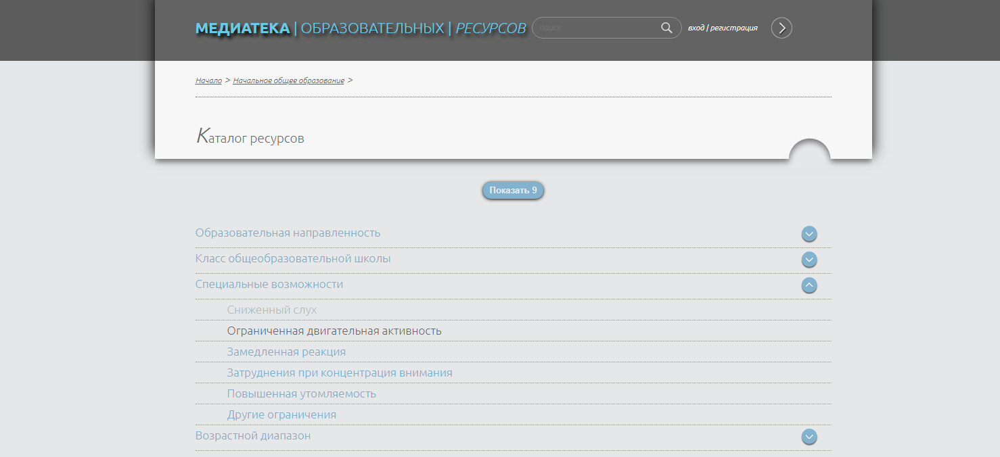 МЕДИАТЕКА | ОБРАЗОВАТЕЛЬНЫХ | РЕСУРСОВ поиск вход | регистрация
Начало > Начальное общее образование >
Каталог ресурсов
Показать 9
Образовательная направленность
Класс общеобразовательной школы
Специальные возможности
Сниженный слух
Ограниченная двигательная активность
Замедленная реакция
Затруднения при концентрация внимания
Повышенная утомляемость
Другие ограничения
Возрастной диапазон